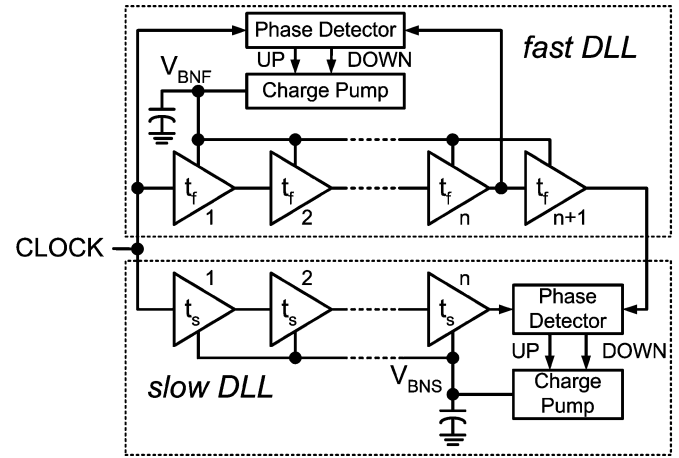 Phase Detector
fast DLL
UP DOWN
V_BNF
Charge Pump
t_f t_f t_f t_f
1 2 n n+1
CLOCK
1 2 n
t_s t_s t_s
Phase
Detector
UP DOWN
slow DLL
V_BNS
Charge
Pump